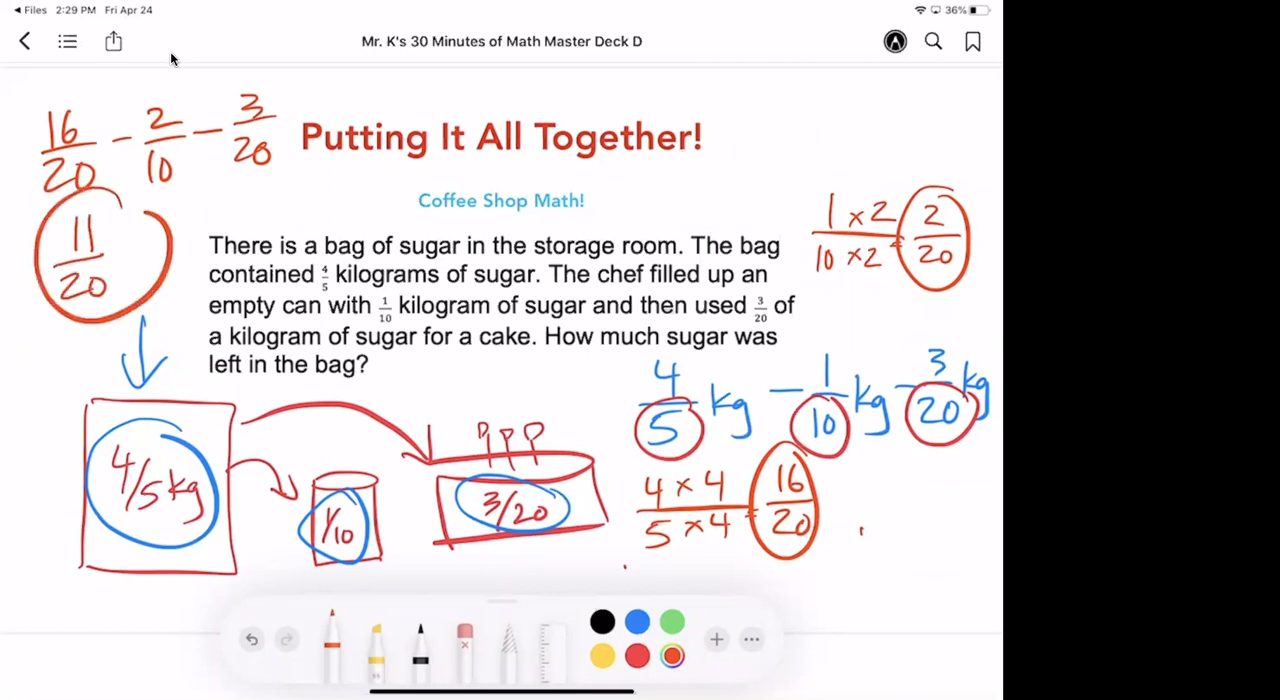 Files 2:29 PM Fri Apr 24 36%
Mr. K's 30 Minutes of Math Master Deck D
16/20 - 2/10 - 3/20
Putting It All Together!
Coffee Shop Math!
11/20
1 x 2 / 10 x 2 = 2/20
There is a bag of sugar in the storage room. The bag
contained 4/5 kilograms of sugar. The chef filled up an
empty can with 1/10 kilogram of sugar and then used 3/20 of
a kilogram of sugar for a cake. How much sugar was
left in the bag?
4/5 kg - 1/10 kg - 3/20 kg
4/5 kg
1/10
3/20
4 x 4 / 5 x 4 = 16/20